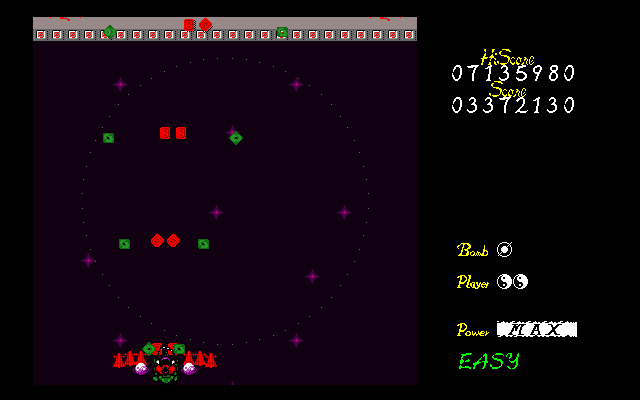 HiScore
07135980
Score
03372130
Bomb
Player
Power MAX
EASY